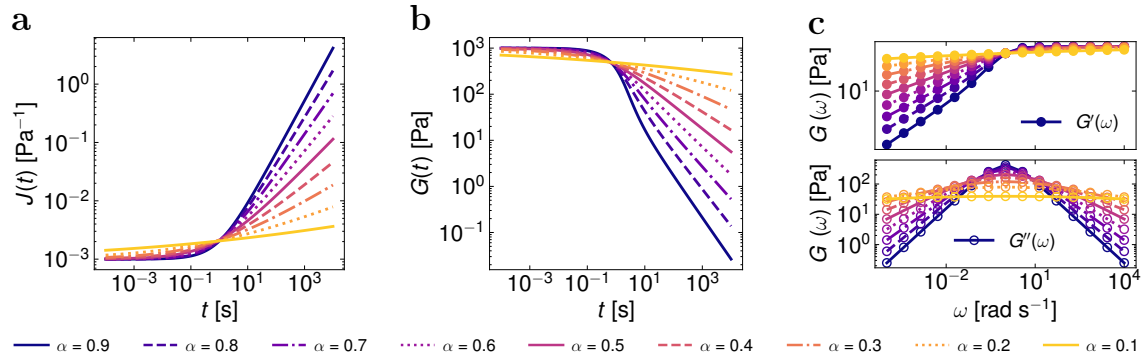 a
b
c
J(t) [Pa⁻¹]
10⁰
10⁻¹
10⁻²
10⁻³
10⁻³ 10⁻¹ 10¹ 10³
t [s]
G(t) [Pa]
10³
10²
10¹
10⁰
10⁻¹
10⁻³ 10⁻¹ 10¹ 10³
t [s]
G (ω) [Pa]
10¹
G′(ω)
G (ω) [Pa]
10²
10¹
10⁰
G″(ω)
10⁻² 10¹ 10⁴
ω [rad s⁻¹]
α = 0.9 α = 0.8 α = 0.7 α = 0.6 α = 0.5 α = 0.4 α = 0.3 α = 0.2 α = 0.1